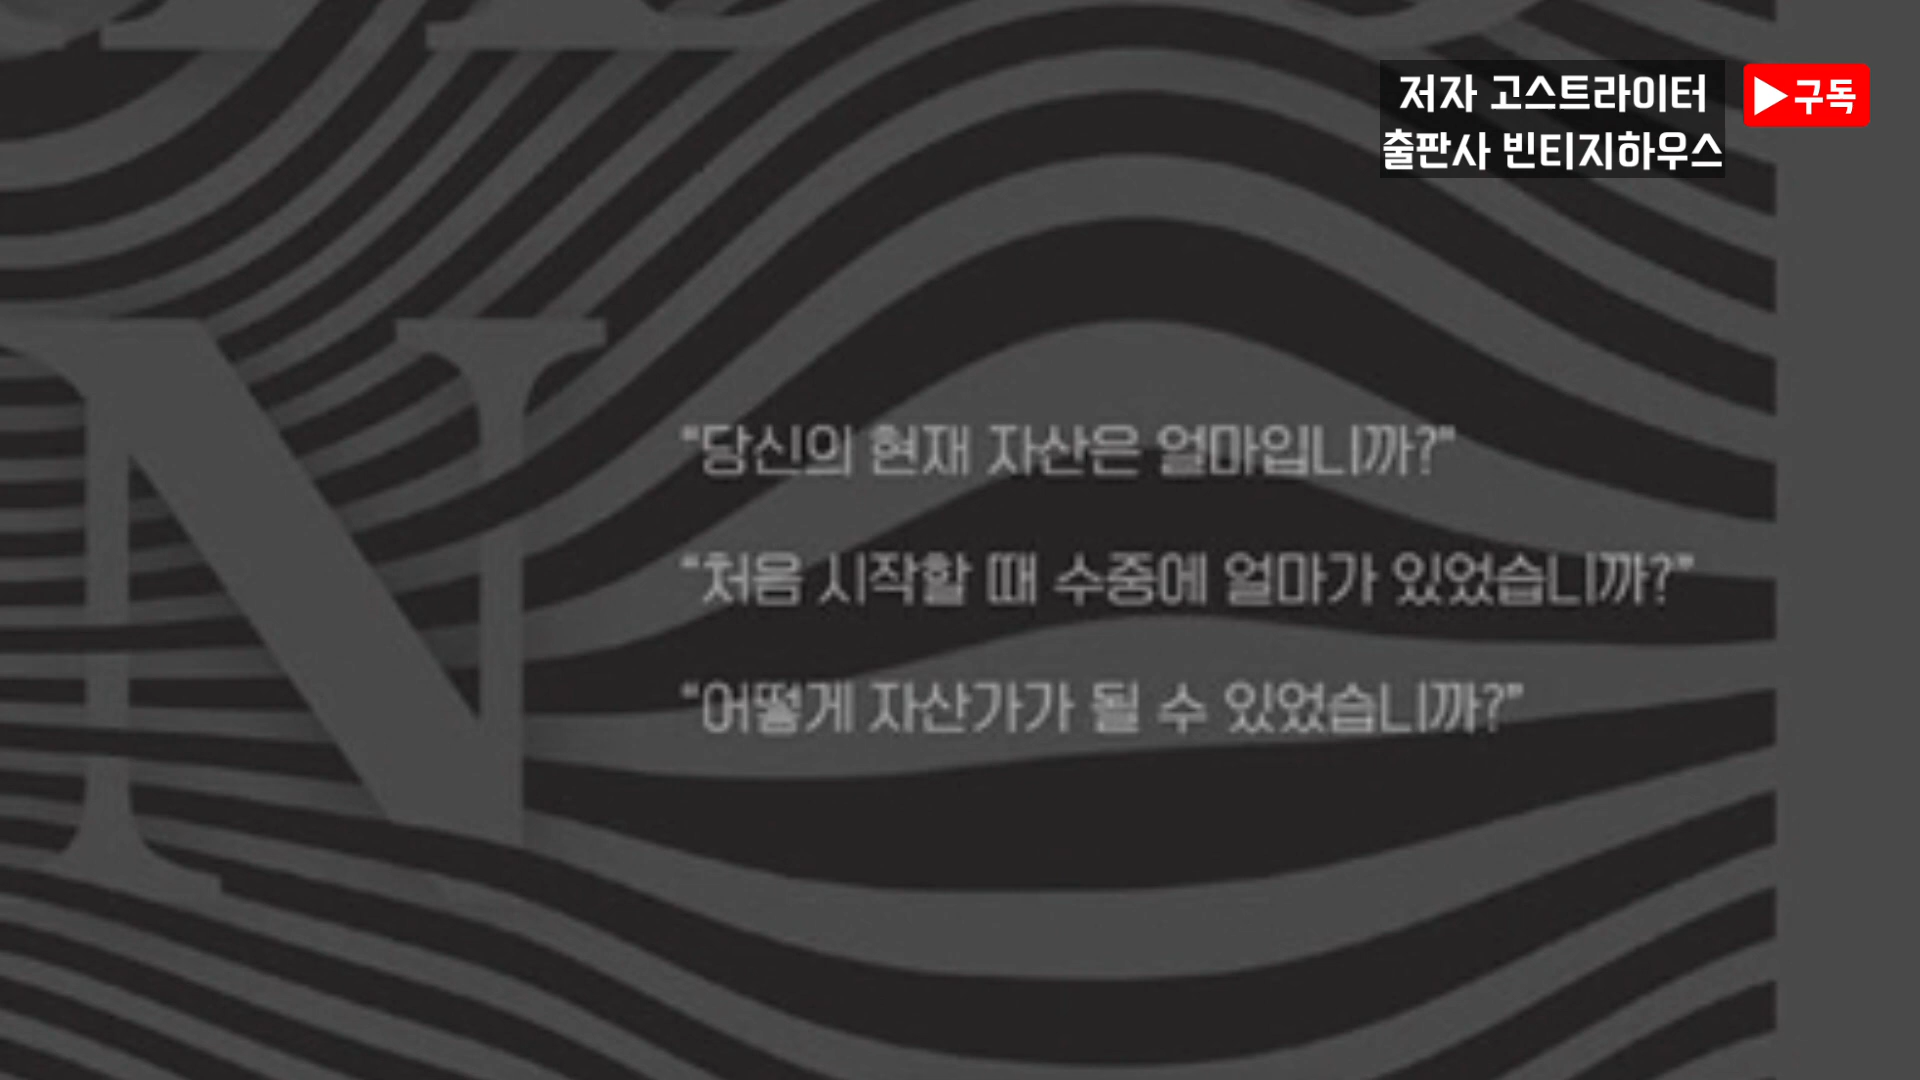 저자 고스트라이터
출판사 빈티지하우스
구독
N
"당신의 현재 자산은 얼마입니까?"
"처음 시작할 때 수중에 얼마가 있었습니까?"
"어떻게 자산가가 될 수 있었습니까?"